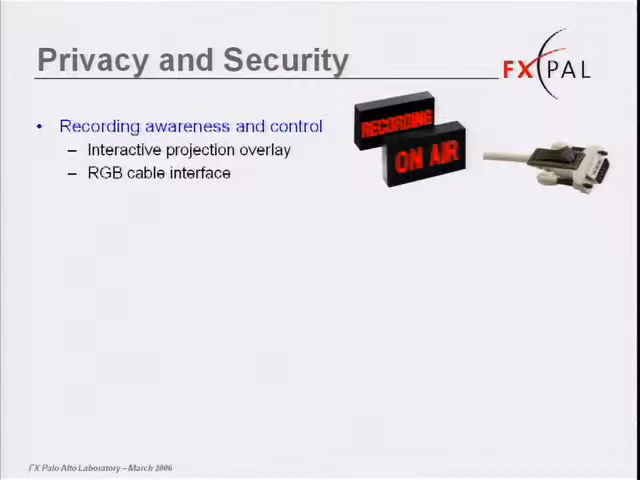 Privacy and Security
FX PAL
• Recording awareness and control
– Interactive projection overlay
– RGB cable interface
RECORDING
ON AIR
FX Palo Alto Laboratory – March 2006